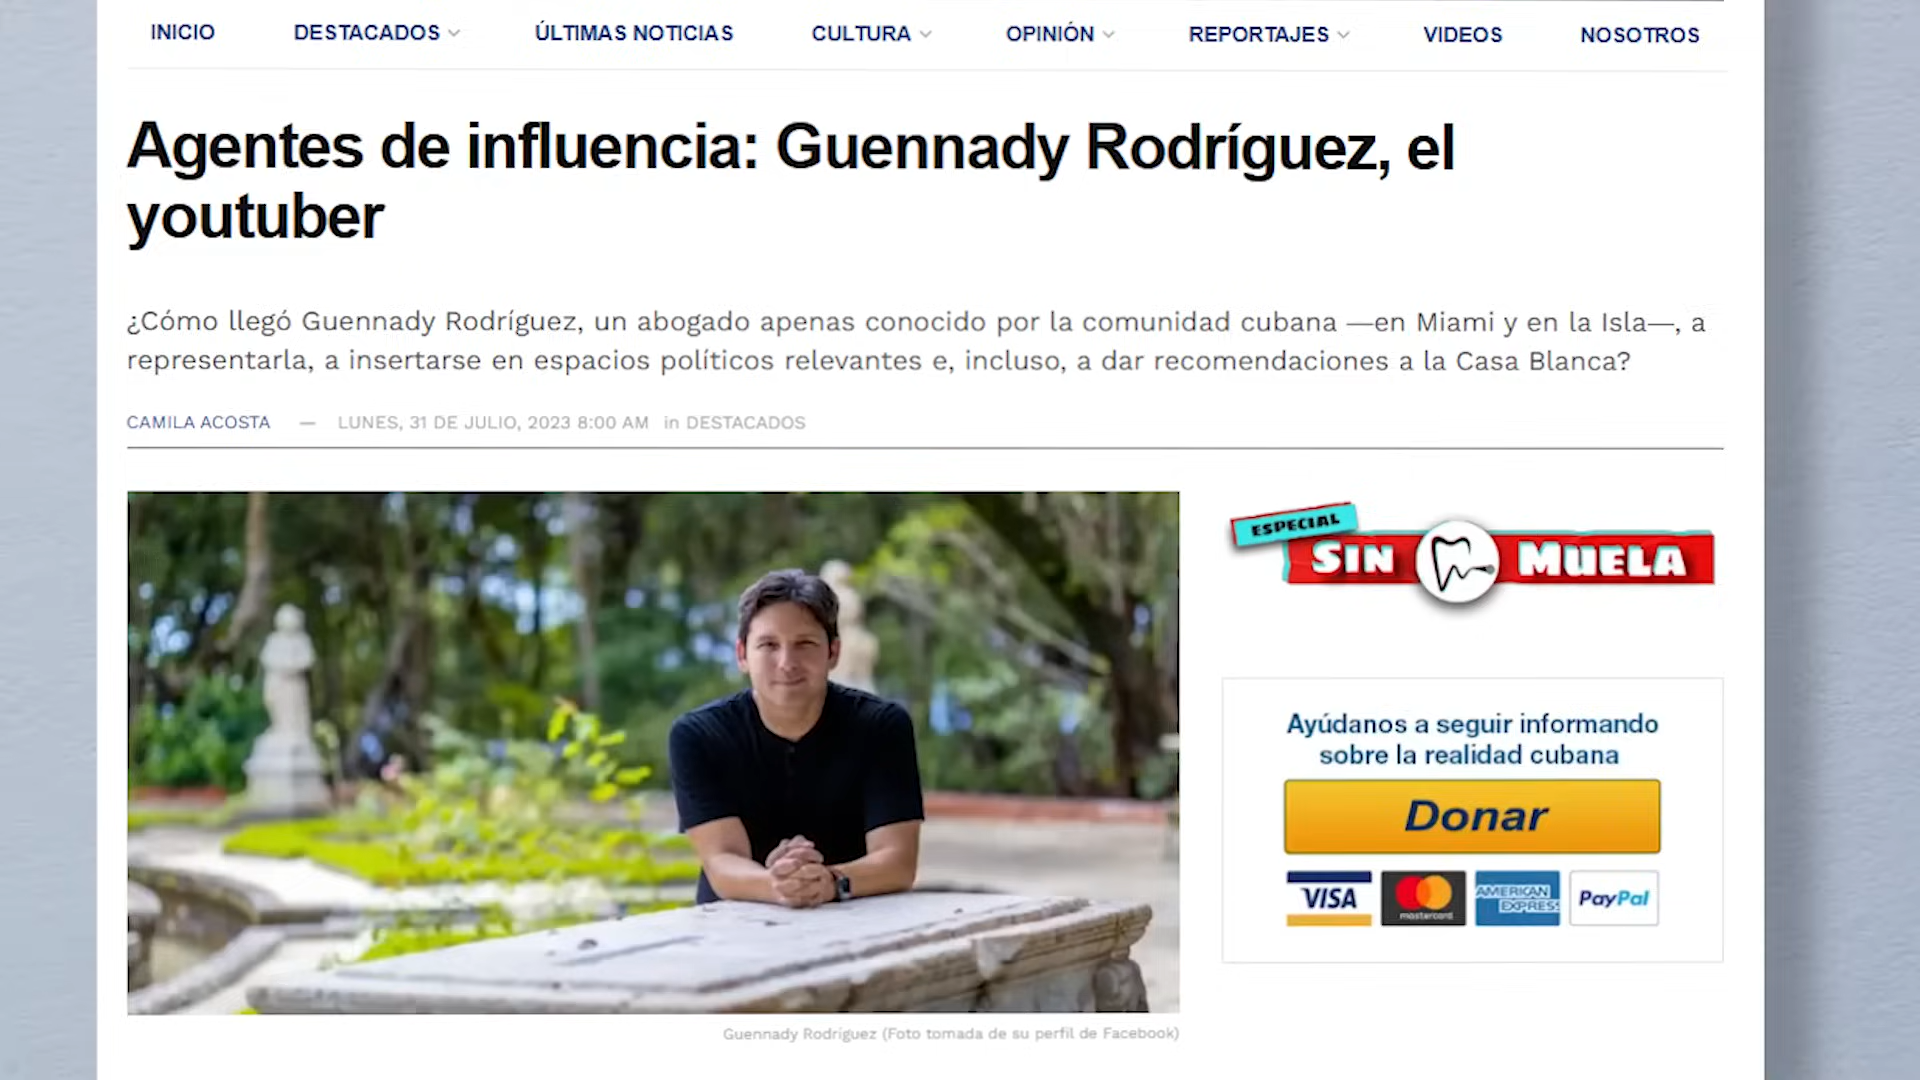 INICIO DESTACADOS ÚLTIMAS NOTICIAS CULTURA OPINIÓN REPORTAJES VIDEOS NOSOTROS
Agentes de influencia: Guennady Rodríguez, el
youtuber
¿Cómo llegó Guennady Rodríguez, un abogado apenas conocido por la comunidad cubana —en Miami y en la Isla—, a
representarla, a insertarse en espacios políticos relevantes e, incluso, a dar recomendaciones a la Casa Blanca?
CAMILA ACOSTA — LUNES, 31 DE JULIO, 2023 8:00 AM in DESTACADOS
ESPECIAL
SIN MUELA
Ayúdanos a seguir informando
sobre la realidad cubana
Donar
VISA mastercard AMERICAN EXPRESS PayPal
Guennady Rodríguez (Foto tomada de su perfil de Facebook)